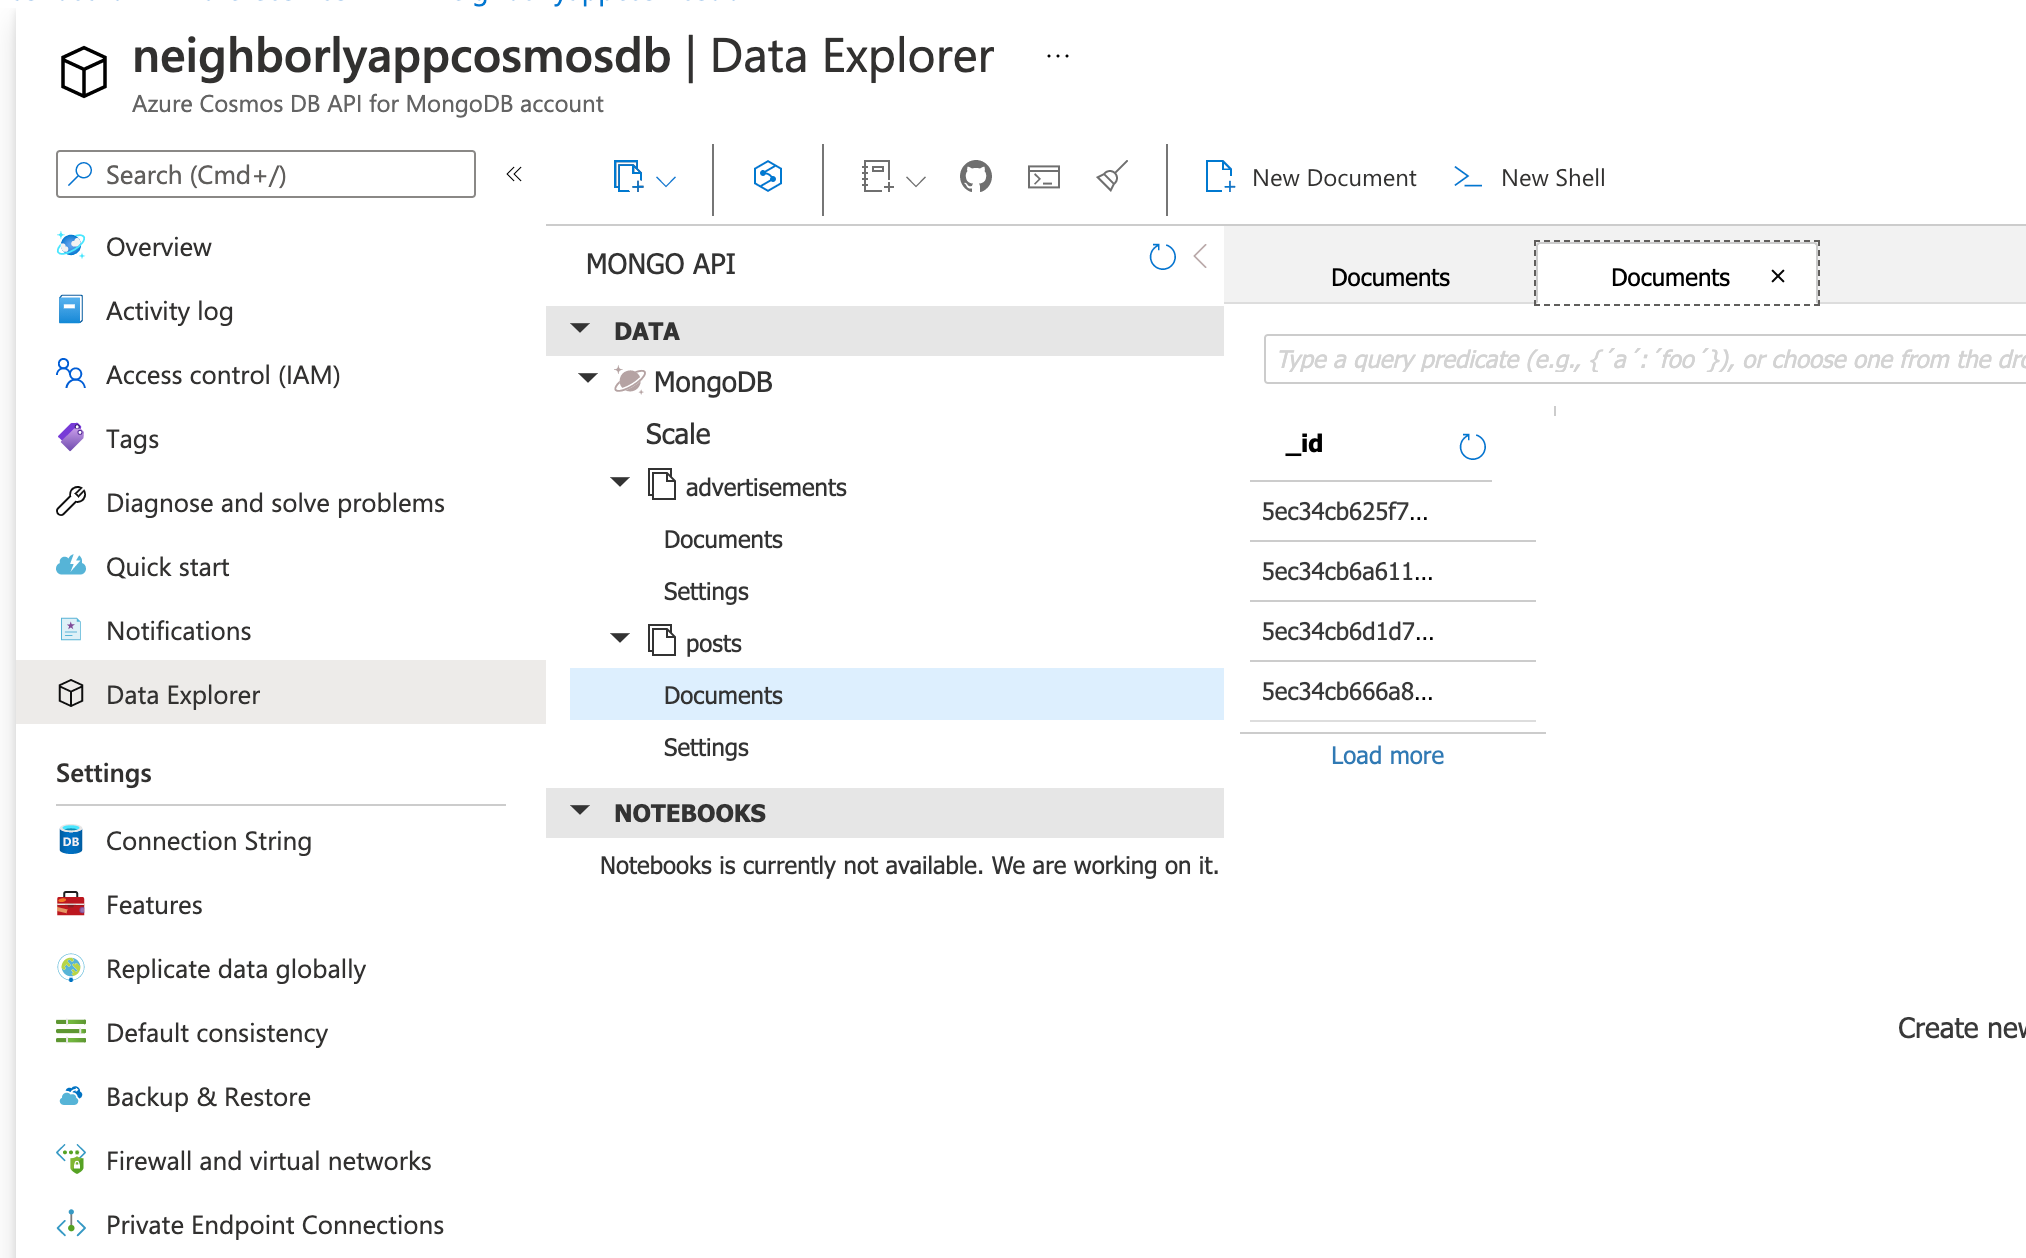 neighborlyappcosmosdb | Data Explorer ...
Azure Cosmos DB API for MongoDB account
Search (Cmd+/)
«
New Document
New Shell
Overview
Activity log
Access control (IAM)
Tags
Diagnose and solve problems
Quick start
Notifications
Data Explorer
Settings
DB Connection String
Features
Replicate data globally
Default consistency
Backup & Restore
Firewall and virtual networks
Private Endpoint Connections
MONGO API
DATA
MongoDB
Scale
advertisements
Documents
Settings
posts
Documents
Settings
NOTEBOOKS
Notebooks is currently not available. We are working on it.
Documents
Documents ×
Type a query predicate (e.g., {´a´:´foo´}), or choose one from the
_id
5ec34cb625f7...
5ec34cb6a611...
5ec34cb6d1d7...
5ec34cb666a8...
Load more
Create